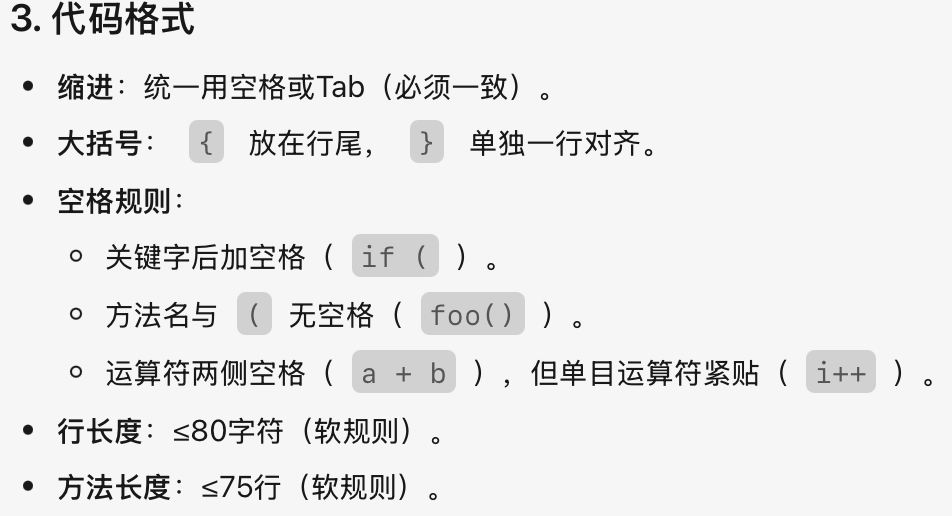 3. 代码格式
• 缩进：统一用空格或Tab（必须一致）。
• 大括号： { 放在行尾， } 单独一行对齐。
• 空格规则：
○ 关键字后加空格（ if ( ）。
○ 方法名与 ( 无空格（ foo() ）。
○ 运算符两侧空格（ a + b ），但单目运算符紧贴（ i++ ）。
• 行长度：≤80字符（软规则）。
• 方法长度：≤75行（软规则）。